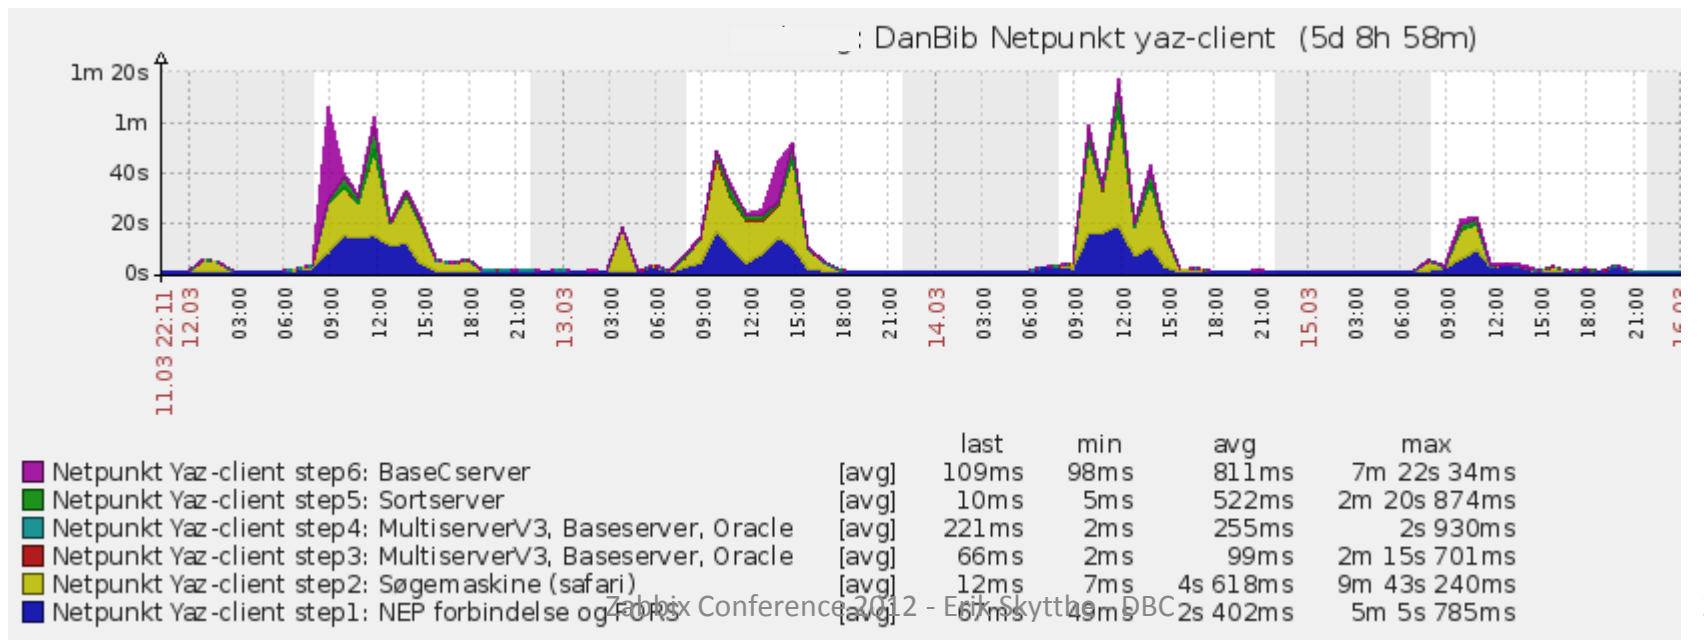 : DanBib Netpunkt yaz-client (5d 8h 58m)
1m 20s
1m
40s
20s
0s
11.03 22:11
12.03
03:00
06:00
09:00
12:00
15:00
18:00
21:00
13.03
03:00
06:00
09:00
12:00
15:00
18:00
21:00
14.03
03:00
06:00
09:00
12:00
15:00
18:00
21:00
15.03
03:00
06:00
09:00
12:00
15:00
18:00
21:00
16.03
last min avg max
Netpunkt Yaz-client step6: BaseCserver [avg] 109ms 98ms 811ms 7m 22s 34ms
Netpunkt Yaz-client step5: Sortserver [avg] 10ms 5ms 522ms 2m 20s 874ms
Netpunkt Yaz-client step4: MultiserverV3, Baseserver, Oracle [avg] 221ms 2ms 255ms 2s 930ms
Netpunkt Yaz-client step3: MultiserverV3, Baseserver, Oracle [avg] 66ms 2ms 99ms 2m 15s 701ms
Netpunkt Yaz-client step2: Søgemaskine (safari) [avg] 12ms 7ms 4s 618ms 9m 43s 240ms
Netpunkt Yaz-client step1: NEP forbindelse og FORS [avg] 67ms 49ms 2s 402ms 5m 5s 785ms
Zabbix Conference 2012 - Erik Skytthe - DBC